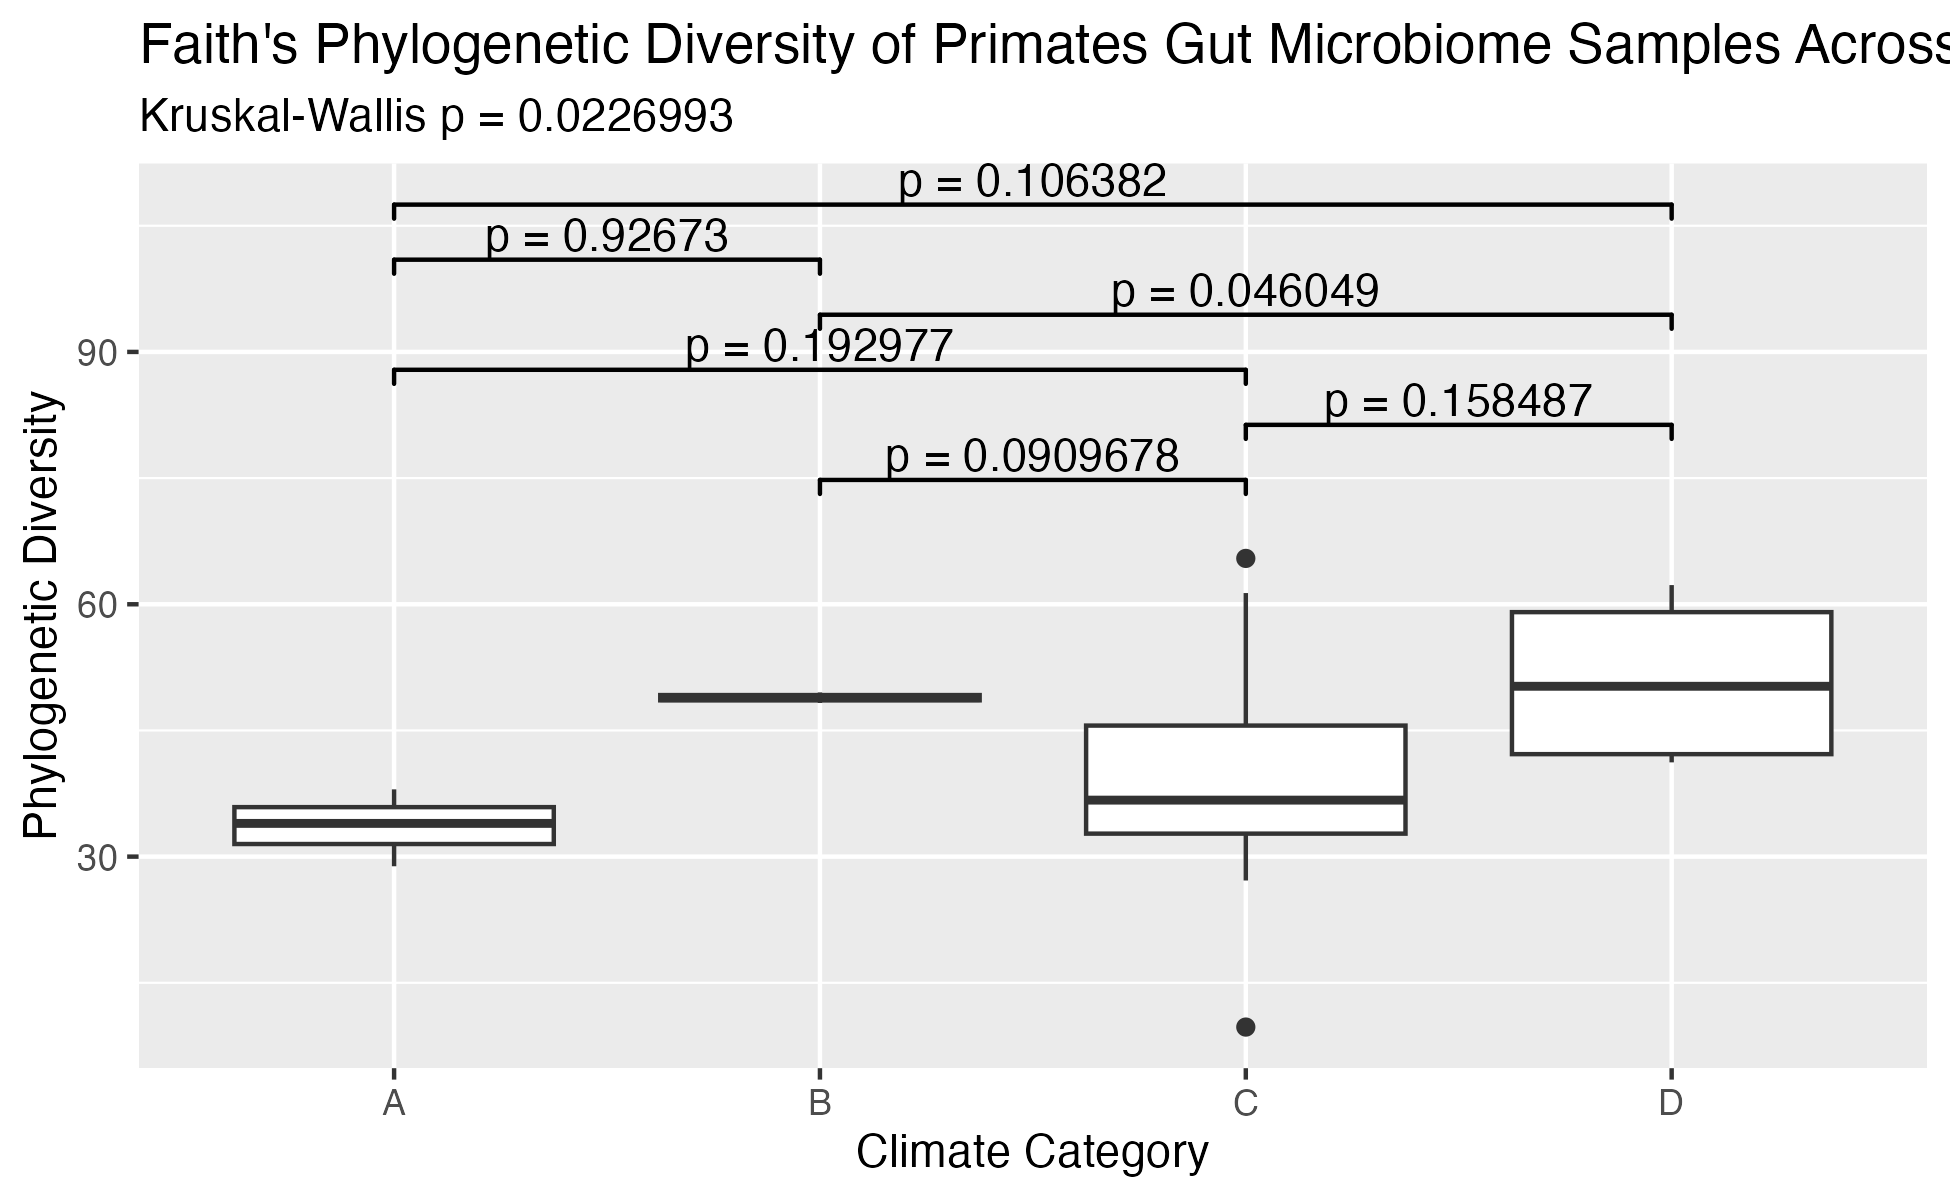 Faith's Phylogenetic Diversity of Primates Gut Microbiome Samples Across
Kruskal-Wallis p = 0.0226993
p = 0.106382
p = 0.92673
p = 0.046049
p = 0.192977
p = 0.158487
p = 0.0909678
90
60
30
Phylogenetic Diversity
A B C D
Climate Category